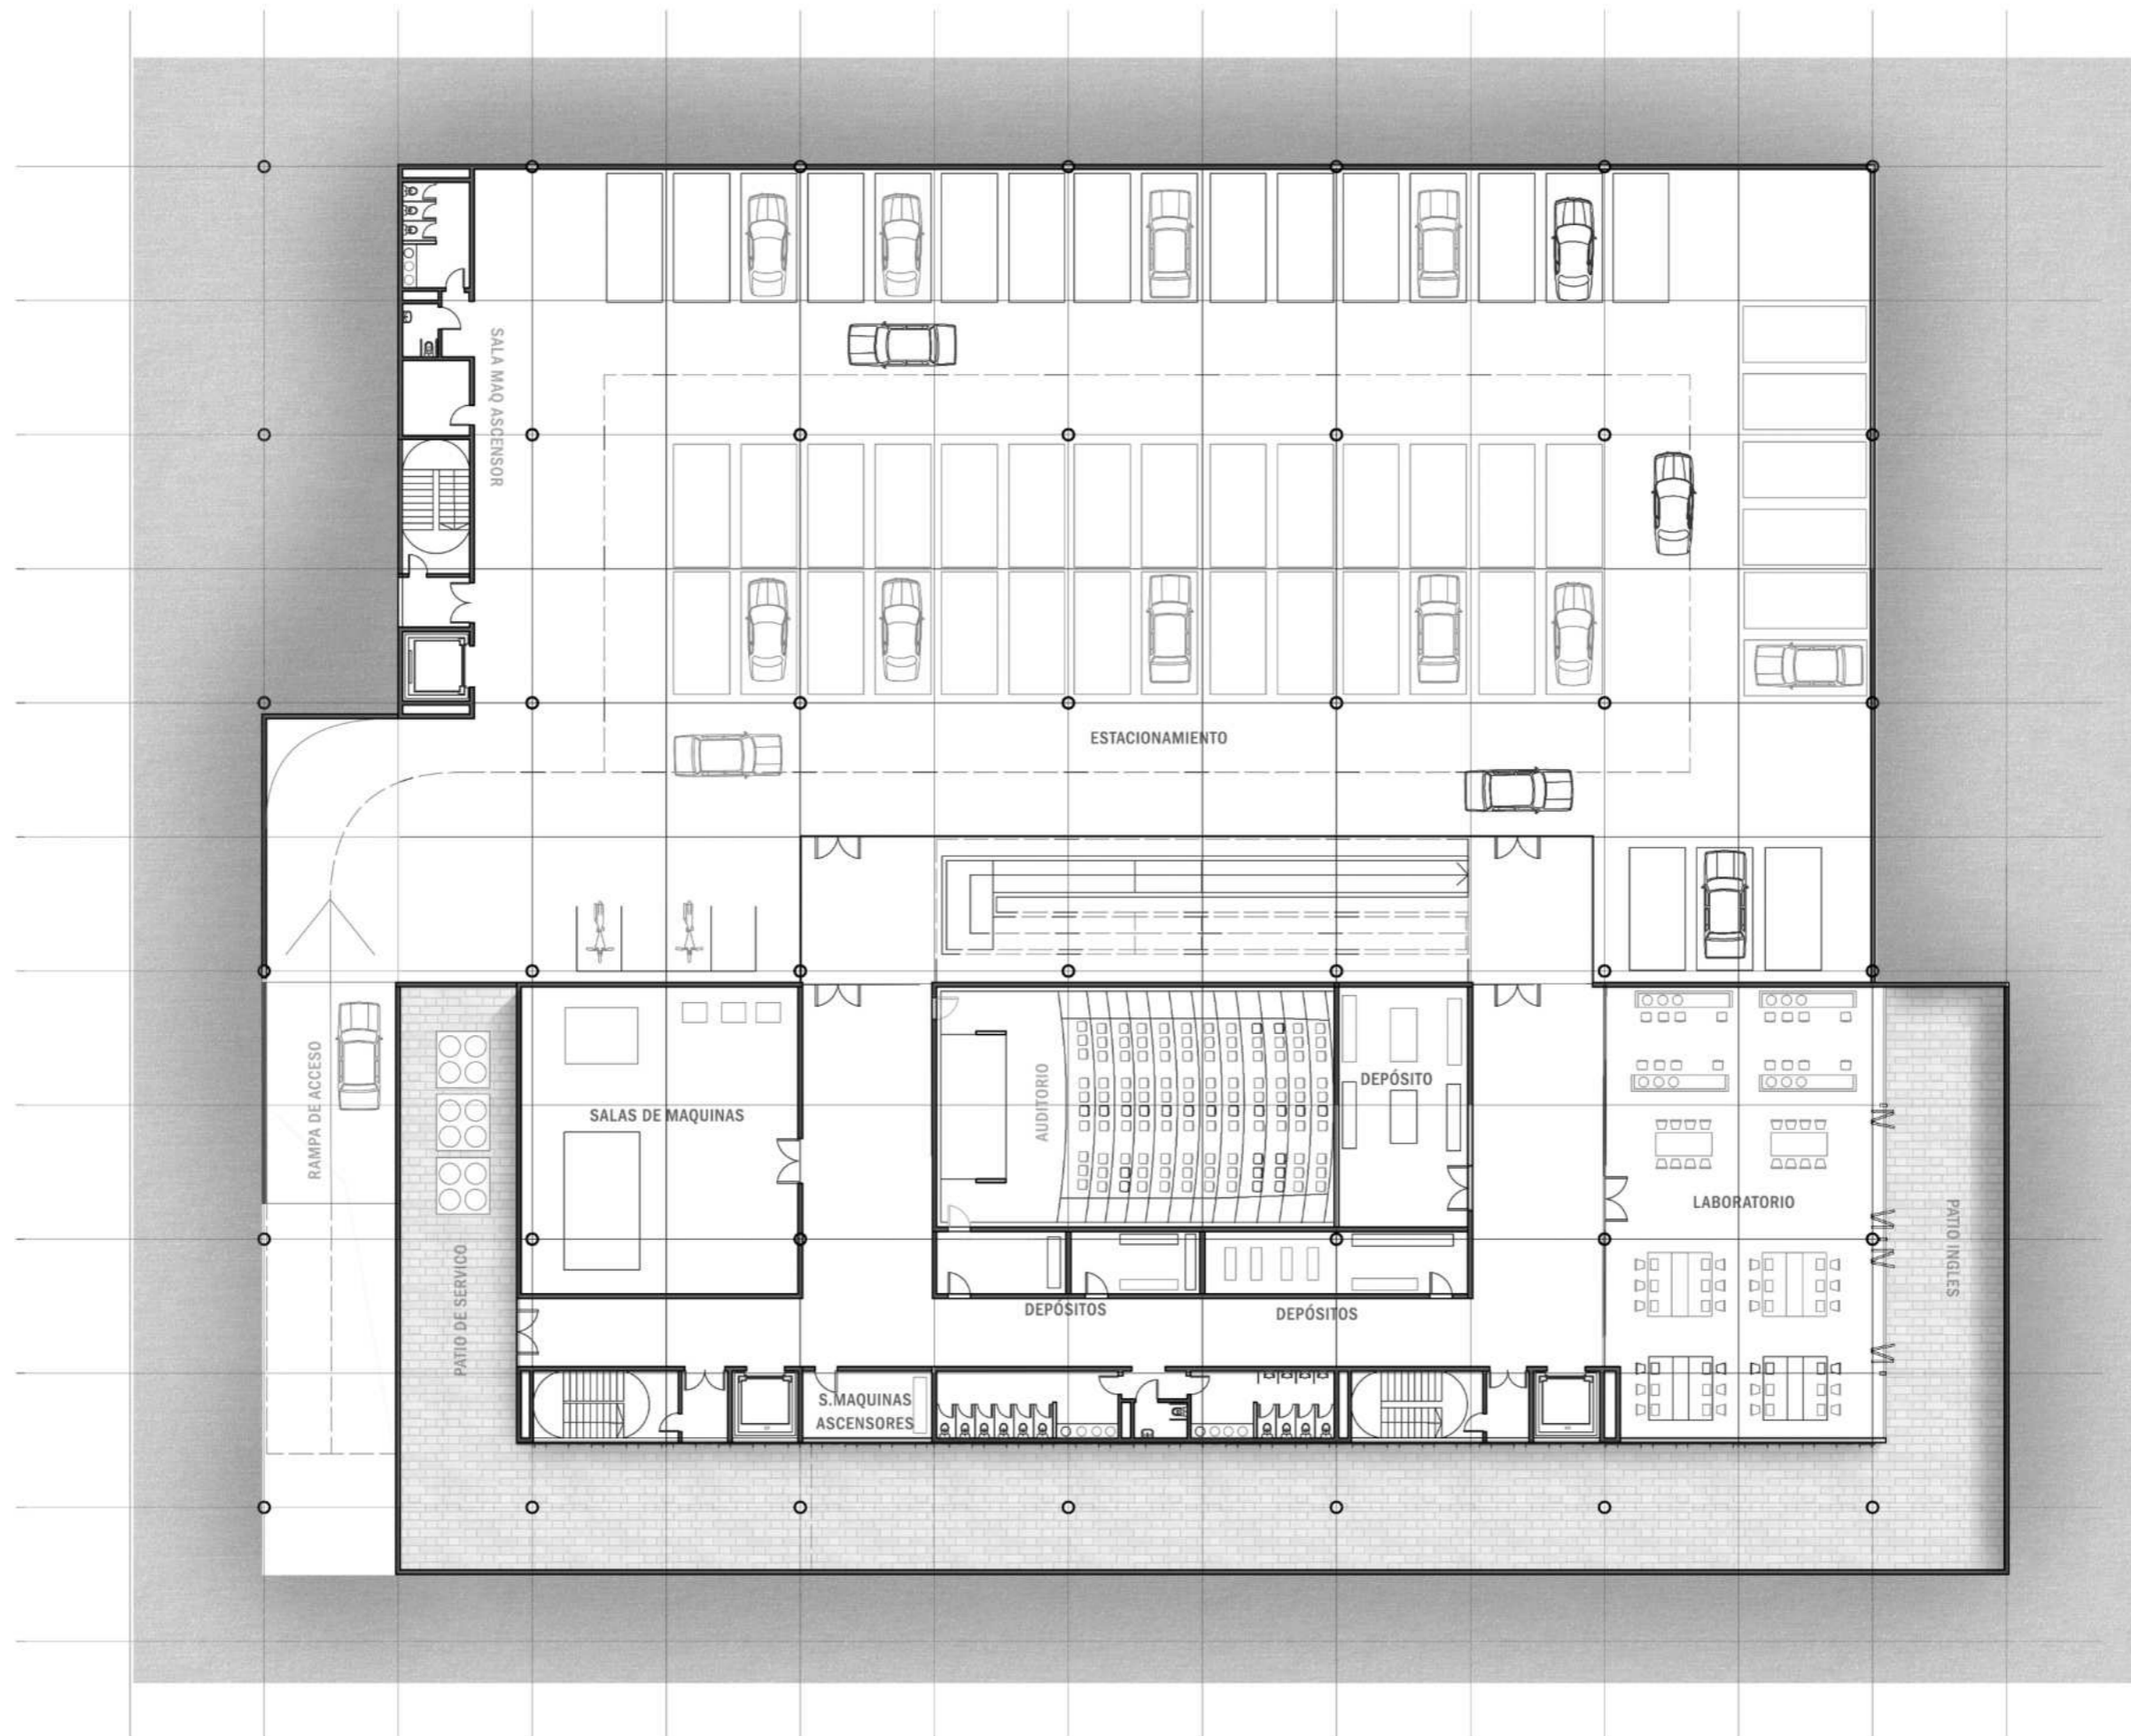 SALA MAQ ASCENSOR
ESTACIONAMIENTO
RAMPA DE ACCESO
PATIO DE SERVICO
SALAS DE MAQUINAS
AUDITORIO
DEPÓSITO
LABORATORIO
PATIO INGLES
DEPÓSITOS
DEPÓSITOS
S.MAQUINAS
ASCENSORES